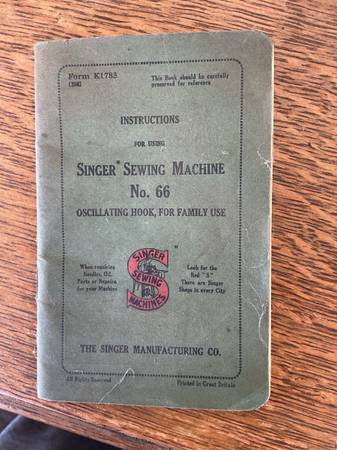 Form K1783
(356)
This Book should be carefully
preserved for reference
INSTRUCTIONS
FOR USING
SINGER* SEWING MACHINE
No. 66
OSCILLATING HOOK, FOR FAMILY USE
When requiring
Needles, Oil,
Parts or Repairs
for your Machine
SINGER
SEWING
MACHINES
Look for the
Red "S"
There are Singer
Shops in every City
THE SINGER MANUFACTURING CO.
All Rights Reserved
Printed in Great Britain